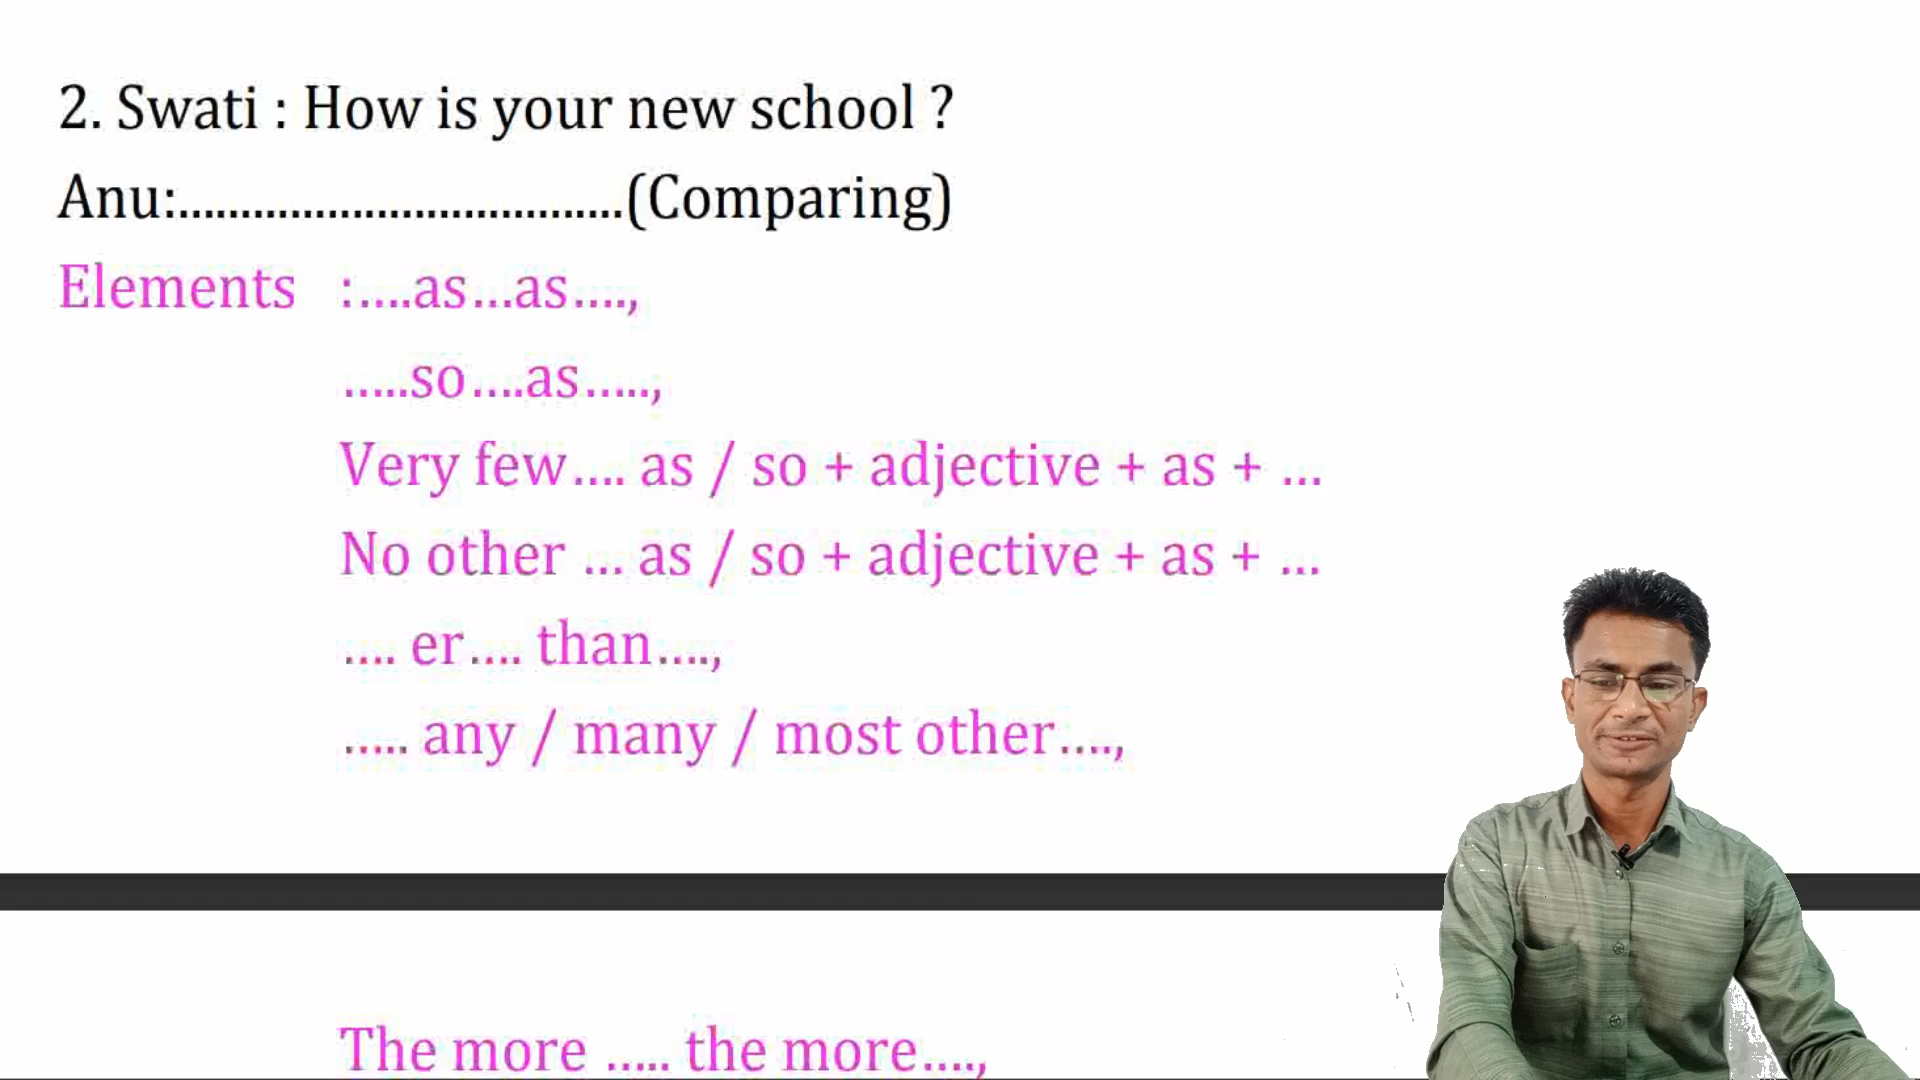 2. Swati : How is your new school ?
Anu:....................................(Comparing)
Elements :....as...as....,
.....so....as.....,
Very few.... as / so + adjective + as + ...
No other ... as / so + adjective + as + ...
.... er.... than....,
..... any / many / most other....,
The more ..... the more....,